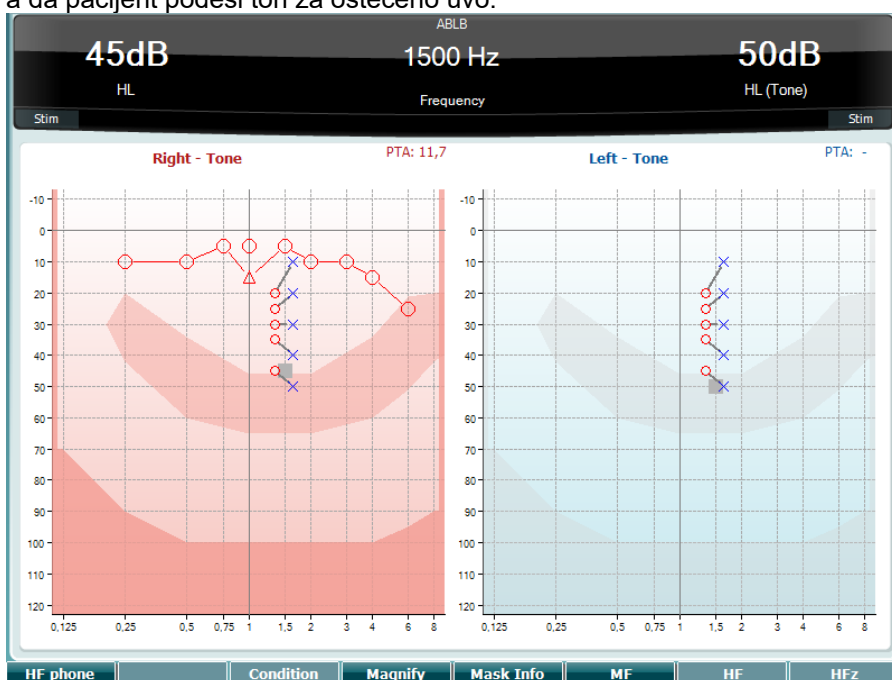 a da pacijent podesi ton za oštećeno uvo.
ABLB
45dB 1500 Hz 50dB
HL Frequency HL (Tone)
Stim Stim
Right - Tone PTA: 11,7 Left - Tone PTA: -
-10 -10
0 0
10 10
20 20
30 30
40 40
50 50
60 60
70 70
80 80
90 90
100 100
110 110
120 120
0,125 0,25 0,5 0,75 1 1,5 2 3 4 6 8 0,125 0,25 0,5 0,75 1 1,5 2 3 4 6 8
HF phone Condition Magnify Mask Info MF HF HFz